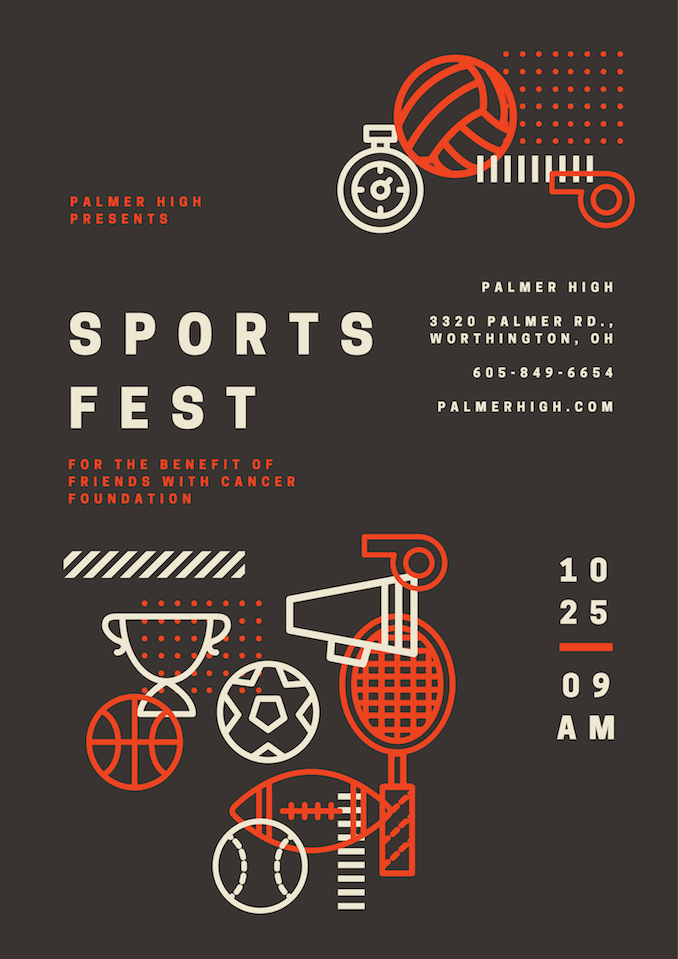 PALMER HIGH
PRESENTS
SPORTS
FEST
FOR THE BENEFIT OF
FRIENDS WITH CANCER
FOUNDATION
PALMER HIGH
3320 PALMER RD.,
WORTHINGTON, OH
605-849-6654
PALMERHIGH.COM
10
25
09
AM